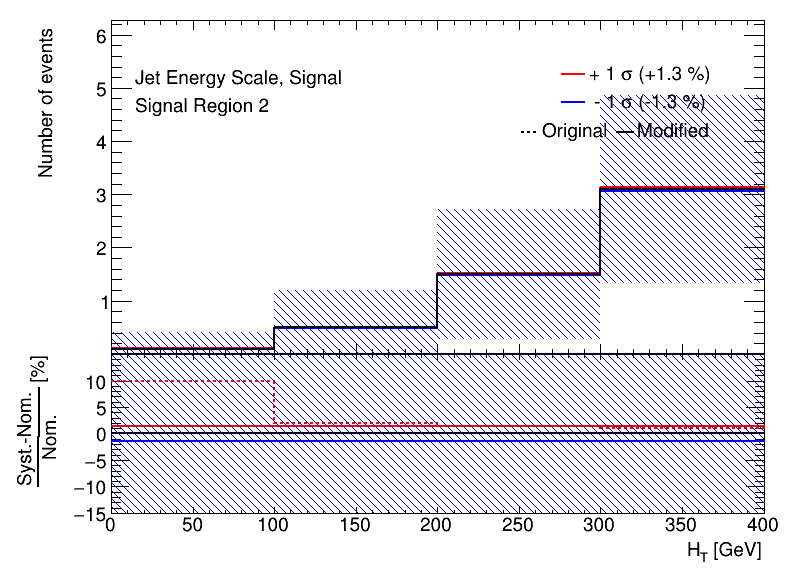 Number of events
6
5
4
3
2
1
Jet Energy Scale, Signal
Signal Region 2
+ 1 σ (+1.3 %)
- 1 σ (-1.3 %)
Original Modified
Syst.-Nom.
Nom.
[%]
10
5
0
−5
−10
−15
0 50 100 150 200 250 300 350 400
H_T [GeV]